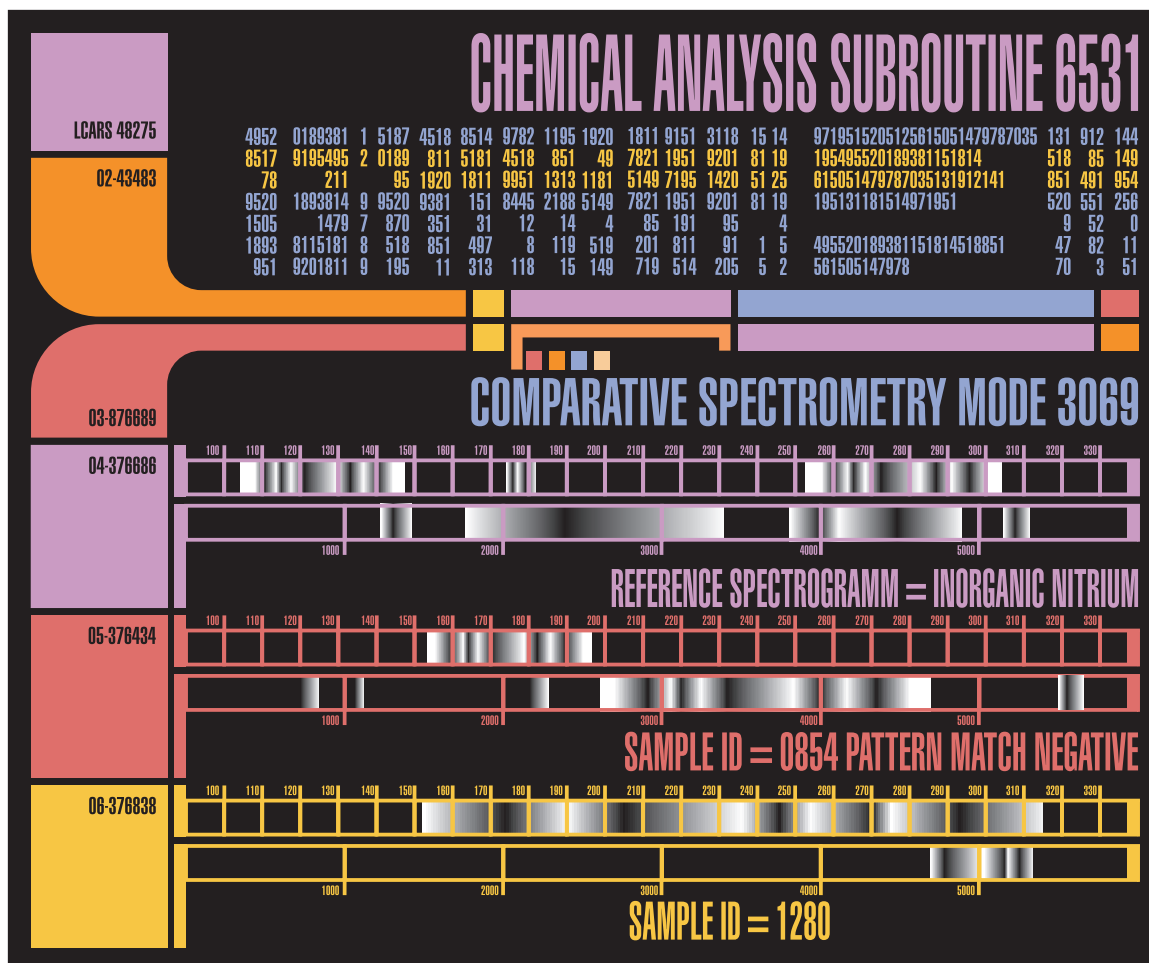 CHEMICAL ANALYSIS SUBROUTINE 6531
LCARS 48275
02-43483
4952 0189381 1 5187 4518 8514 9782 1195 1920 1811 9151 3118 15 14 9719515205125615051479787035 131 912 144
8517 9195495 2 0189 811 5181 4518 851 49 7821 1951 9201 81 19 195495520189381151814 518 85 149
78 211 95 1920 1811 9951 1313 1181 5149 7195 1420 51 25 615051479787035131912141 851 491 954
9520 1893814 9 9520 9381 151 8445 2188 5149 7821 1951 9201 81 19 195131181514971951 520 551 256
1505 1479 7 870 351 31 12 14 4 85 191 95 4 9 52 0
1893 8115181 8 518 851 497 8 119 519 201 811 91 1 5 495520189381151814518851 47 82 11
951 9201811 9 195 11 313 118 15 149 719 514 205 5 2 561505147978 70 3 51
03-876689
COMPARATIVE SPECTROMETRY MODE 3069
04-376686
100 110 120 130 140 150 160 170 180 190 200 210 220 230 240 250 260 270 280 290 300 310 320 330
1000 2000 3000 4000 5000
REFERENCE SPECTROGRAMM = INORGANIC NITRIUM
05-376434
100 110 120 130 140 150 160 170 180 190 200 210 220 230 240 250 260 270 280 290 300 310 320 330
1000 2000 3000 4000 5000
SAMPLE ID = 0854 PATTERN MATCH NEGATIVE
06-376838
100 110 120 130 140 150 160 170 180 190 200 210 220 230 240 250 260 270 280 290 300 310 320 330
1000 2000 3000 4000 5000
SAMPLE ID = 1280